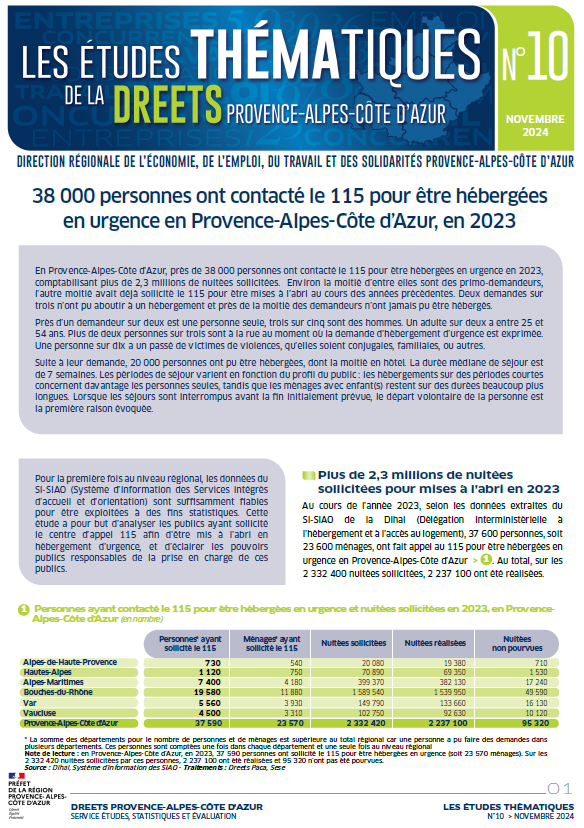 LES ÉTUDES THÉMATIQUES
DE LA DREETS PROVENCE-ALPES-CÔTE D'AZUR
N°10
NOVEMBRE
2024
DIRECTION RÉGIONALE DE L'ÉCONOMIE, DE L'EMPLOI, DU TRAVAIL ET DES SOLIDARITÉS PROVENCE-ALPES-CÔTE D'AZUR
38 000 personnes ont contacté le 115 pour être hébergées
en urgence en Provence-Alpes-Côte d'Azur, en 2023
En Provence-Alpes-Côte d'Azur, près de 38 000 personnes ont contacté le 115 pour être hébergées en urgence en 2023,
comptabilisant plus de 2,3 millions de nuitées sollicitées. Environ la moitié d'entre elles sont des primo-demandeurs,
l'autre moitié avait déjà sollicité le 115 pour être mises à l'abri au cours des années précédentes. Deux demandes sur
trois n'ont pu aboutir à un hébergement et près de la moitié des demandeurs n'ont jamais pu être hébergés.
Près d'un demandeur sur deux est une personne seule, trois sur cinq sont des hommes. Un adulte sur deux a entre 25 et
54 ans. Plus de deux personnes sur trois sont à la rue au moment où la demande d'hébergement d'urgence est exprimée.
Une personne sur dix a un passé de victimes de violences, qu'elles soient conjugales, familiales, ou autres.
Suite à leur demande, 20 000 personnes ont pu être hébergées, dont la moitié en hôtel. La durée médiane de séjour est
de 7 semaines. Les périodes de séjour varient en fonction du profil du public : les hébergements sur des périodes courtes
concernent davantage les personnes seules, tandis que les ménages avec enfant(s) restent sur des durées beaucoup plus
longues. Lorsque les séjours sont interrompus avant la fin initialement prévue, le départ volontaire de la personne est
la première raison évoquée.
Pour la première fois au niveau régional, les données du
SI-SIAO (Système d'Information des Services Intégrés
d'accueil et d'orientation) sont suffisamment fiables
pour être exploitées à des fins statistiques. Cette
étude a pour but d'analyser les publics ayant sollicité
le centre d'appel 115 afin d'être mis à l'abri en
hébergement d'urgence, et d'éclairer les pouvoirs
publics responsables de la prise en charge de ces
publics.
Plus de 2,3 millions de nuitées
sollicitées pour mises à l'abri en 2023
Au cours de l'année 2023, selon les données extraites du
SI-SIAO de la Dihal (Délégation interministérielle à
l'hébergement et à l'accès au logement), 37 600 personnes, soit
23 600 ménages, ont fait appel au 115 pour être hébergées en
urgence en Provence-Alpes-Côte d'Azur > 1. Au total, sur les
2 332 400 nuitées sollicitées, 2 237 100 ont été réalisées.
1 Personnes ayant contacté le 115 pour être hébergées en urgence et nuitées sollicitées en 2023, en Provence-
Alpes-Côte d'Azur (en nombre)
Personnes* ayant sollicité le 115 Ménages* ayant sollicité le 115 Nuitées sollicitées Nuitées réalisées Nuitées non pourvues
Alpes-de-Haute-Provence 730 540 20 080 19 380 710
Hautes-Alpes 1 120 750 70 890 69 350 1 530
Alpes-Maritimes 7 400 4 180 399 370 382 130 17 240
Bouches-du-Rhône 19 580 11 880 1 589 540 1 539 950 49 590
Var 5 560 3 930 149 790 133 660 16 130
Vaucluse 4 500 3 310 102 750 92 630 10 120
Provence-Alpes-Côte d'Azur 37 590 23 570 2 332 420 2 237 100 95 320
* La somme des départements pour le nombre de personnes et de ménages est supérieure au total régional car une personne a pu faire des demandes dans
plusieurs départements. Ces personnes sont comptées une fois dans chaque département et une seule fois au niveau régional
Note de lecture : en Provence-Alpes-Côte d'Azur, en 2023, 37 590 personnes ont sollicité le 115 pour être hébergées en urgence (soit 23 570 ménages). Sur les
2 332 420 nuitées sollicitées par ces personnes, 2 237 100 ont été réalisées et 95 320 n'ont pas été pourvues.
Source : Dihal, Système d'information des SIAO - Traitements : Dreets Paca, Sese
PRÉFET
DE LA RÉGION
PROVENCE- ALPES-
CÔTE D'AZUR
Liberté
Égalité
Fraternité
DREETS PROVENCE-ALPES-CÔTE D'AZUR
SERVICE ÉTUDES, STATISTIQUES ET ÉVALUATION
01
LES ÉTUDES THÉMATIQUES
N°10 > NOVEMBRE 2024